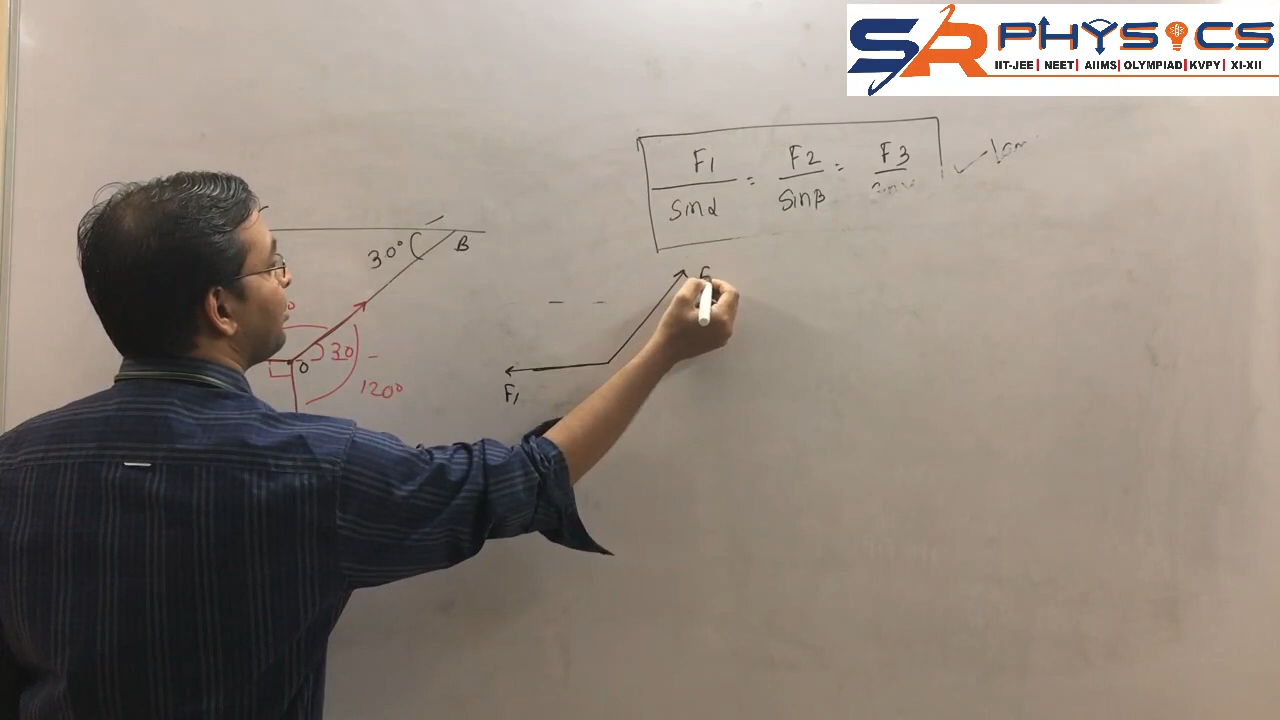 SR PHYSICS
IIT-JEE | NEET | AIIMS | OLYMPIAD | KVPY | XI-XII
F1 = F2 = F3
Sinα Sinβ
30° B
F
30
O
120°
F1